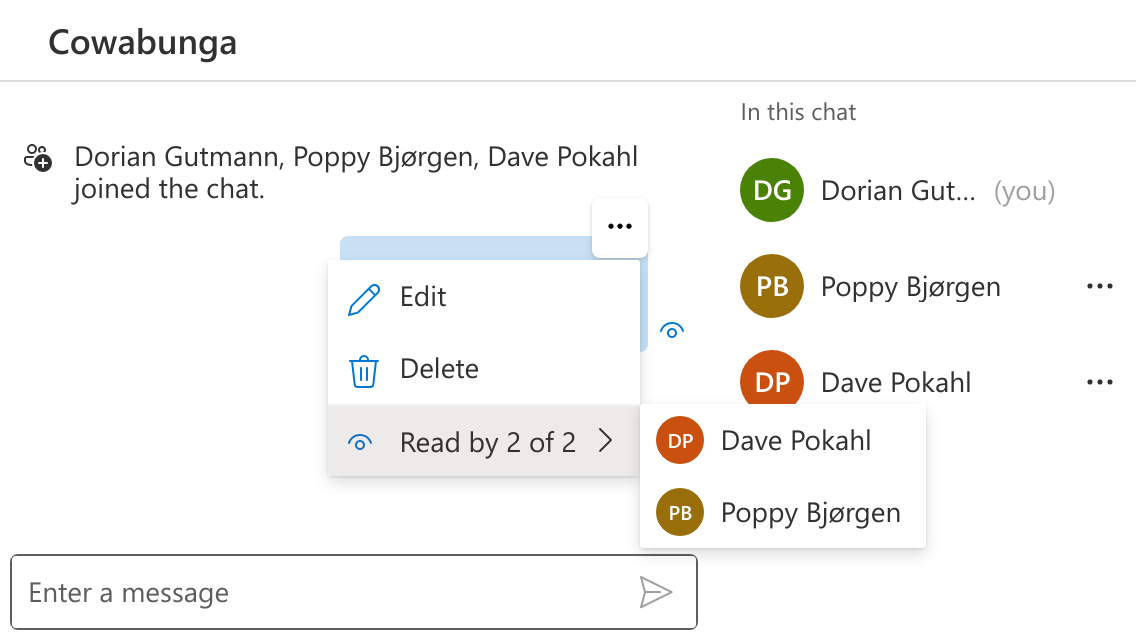 Cowabunga
In this chat
Dorian Gutmann, Poppy Bjørgen, Dave Pokahl
joined the chat.
DG Dorian Gut... (you)
PB Poppy Bjørgen
DP Dave Pokahl
Edit
Delete
Read by 2 of 2
DP Dave Pokahl
PB Poppy Bjørgen
Enter a message